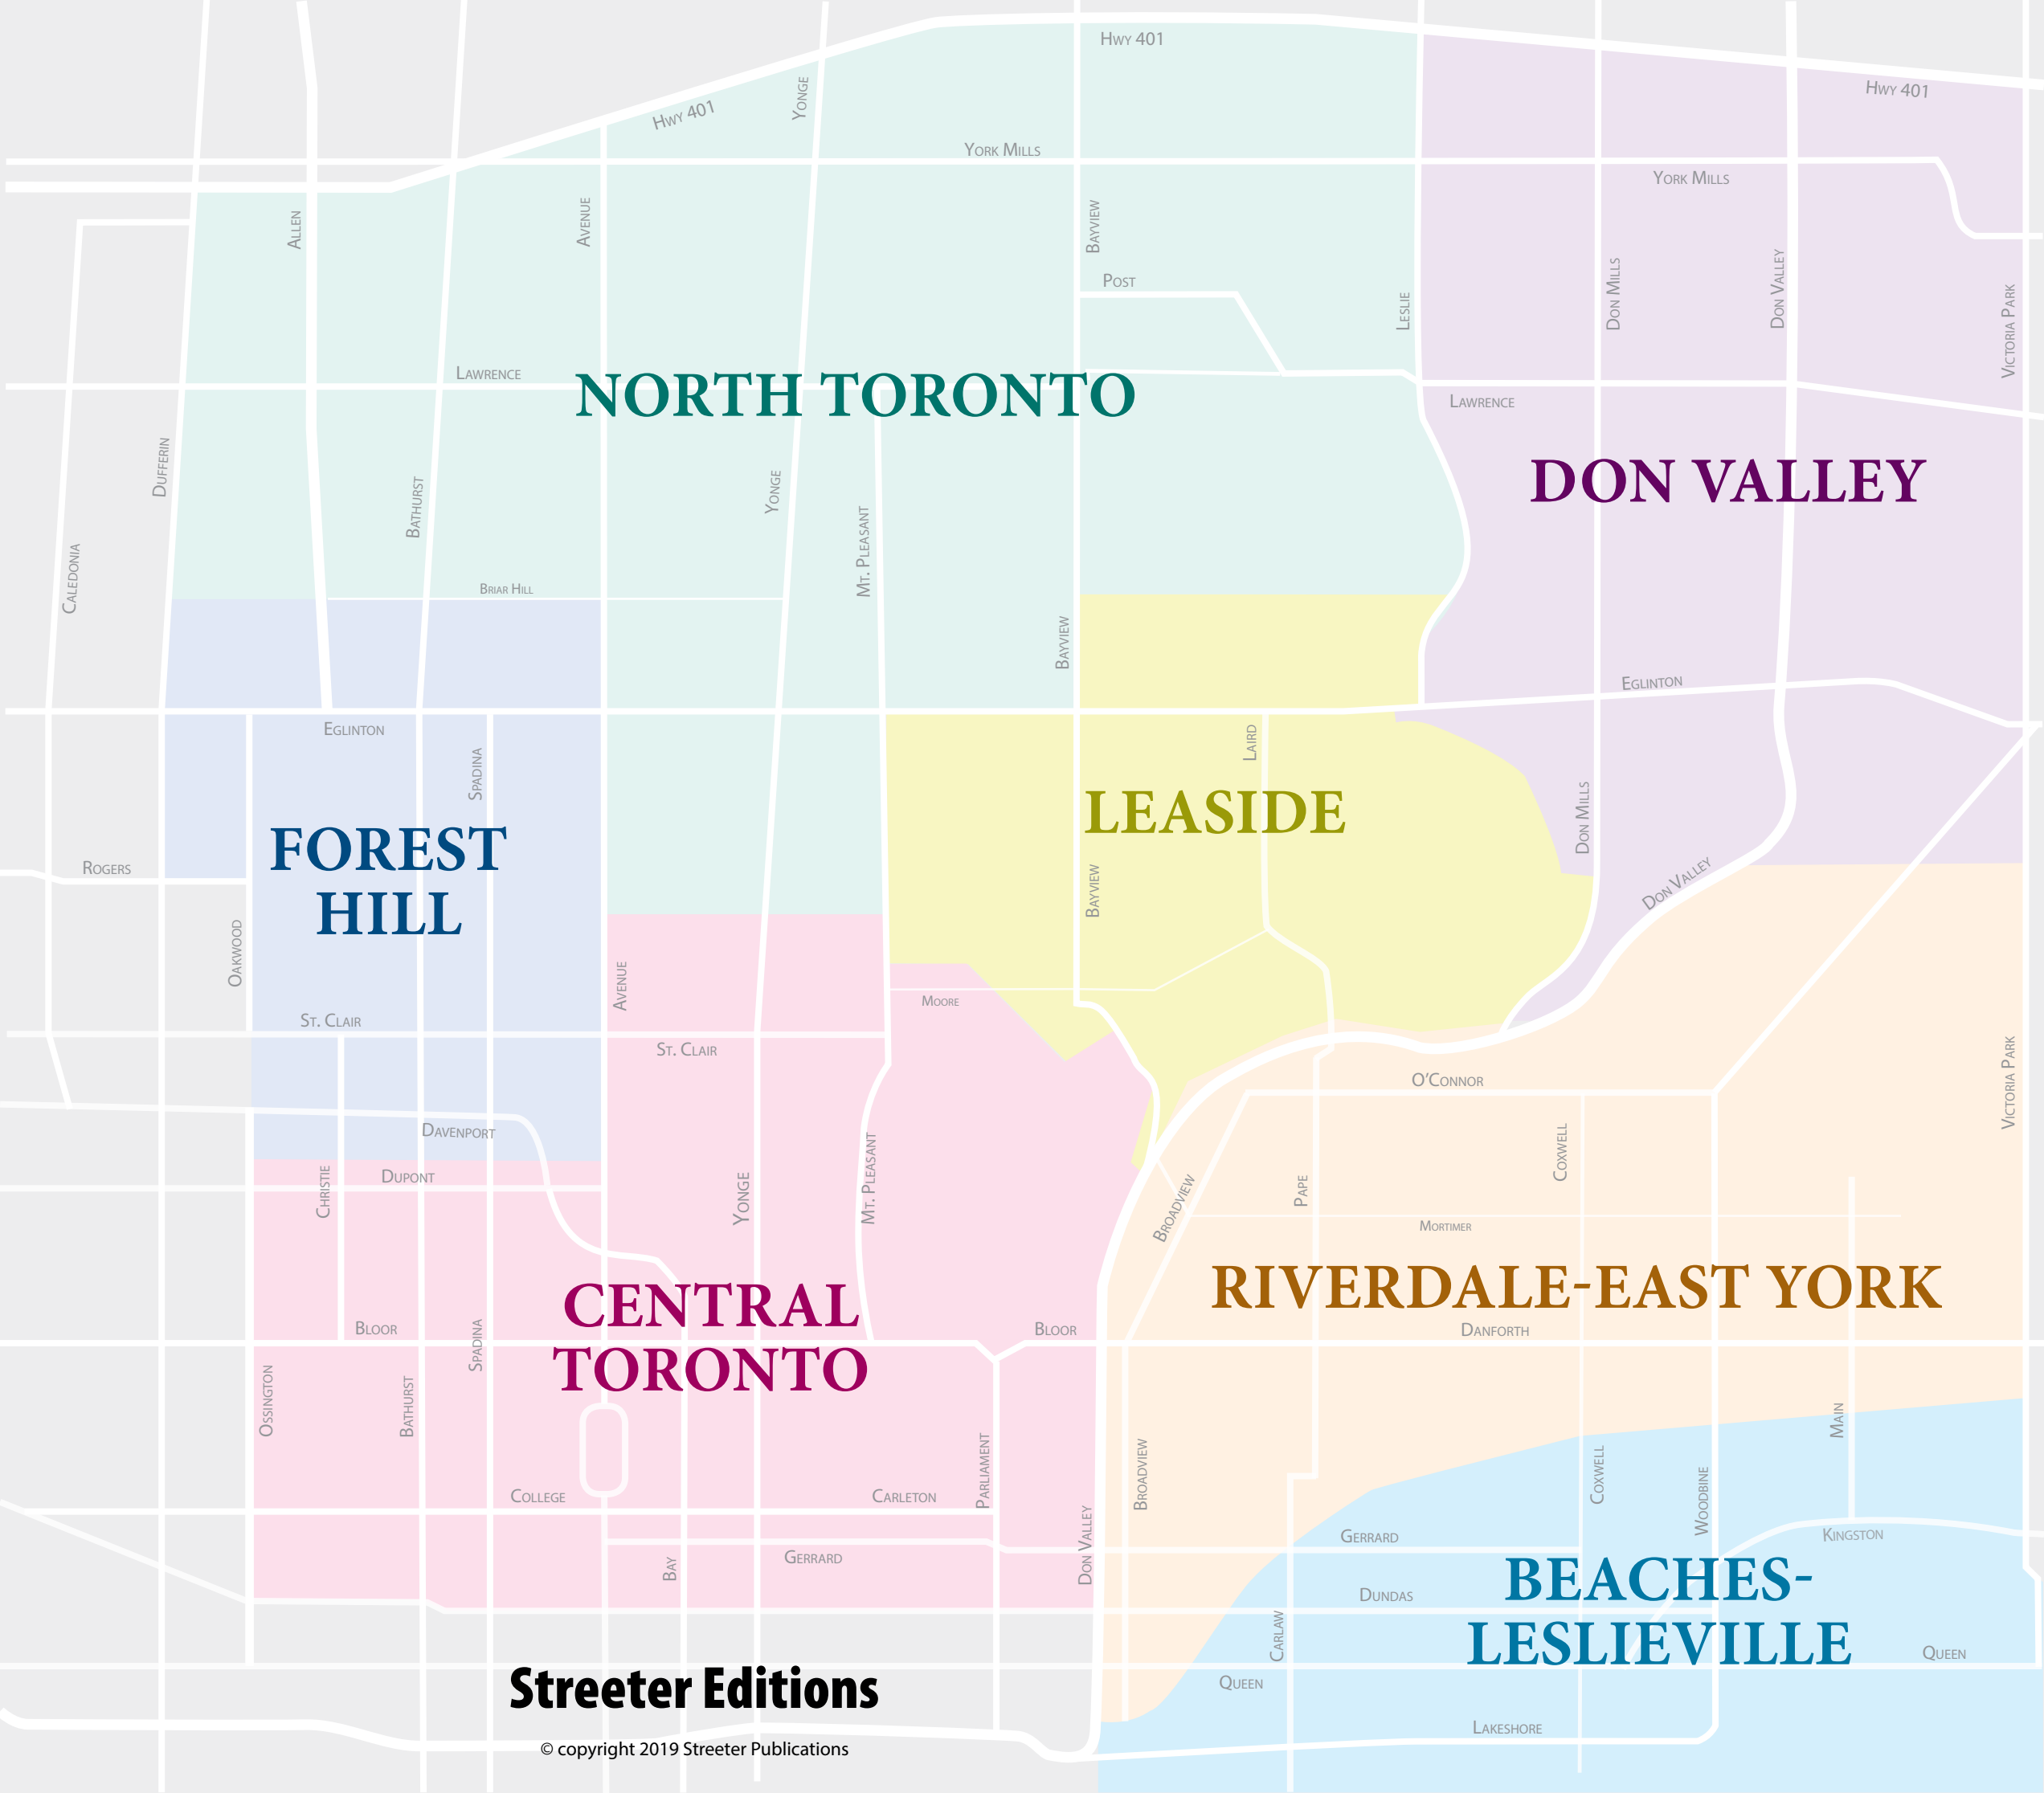 Hwy 401
Hwy 401
Hwy 401
Yonge
York Mills
York Mills
Allen
Avenue
Bayview
Post
Leslie
Don Mills
Don Valley
Victoria Park
Lawrence
NORTH TORONTO
Lawrence
Dufferin
Bathurst
Yonge
Mt. Pleasant
DON VALLEY
Caledonia
Briar Hill
Bayview
Eglinton
Eglinton
Spadina
Laird
LEASIDE
Don Mills
FOREST
HILL
Rogers
Bayview
Don Valley
Oakwood
Avenue
Moore
St. Clair
St. Clair
O'Connor
Victoria Park
Davenport
Coxwell
Christie
Dupont
Yonge
Mt. Pleasant
Broadview
Pape
Mortimer
CENTRAL
TORONTO
RIVERDALE-EAST YORK
Bloor
Spadina
Bloor
Danforth
Ossington
Bathurst
Main
Parliament
Broadview
Coxwell
Woodbine
College
Carleton
Don Valley
Gerrard
Kingston
Bay
Gerrard
BEACHES-
LESLIEVILLE
Dundas
Carlaw
Queen
Queen
Streeter Editions
Lakeshore
© copyright 2019 Streeter Publications